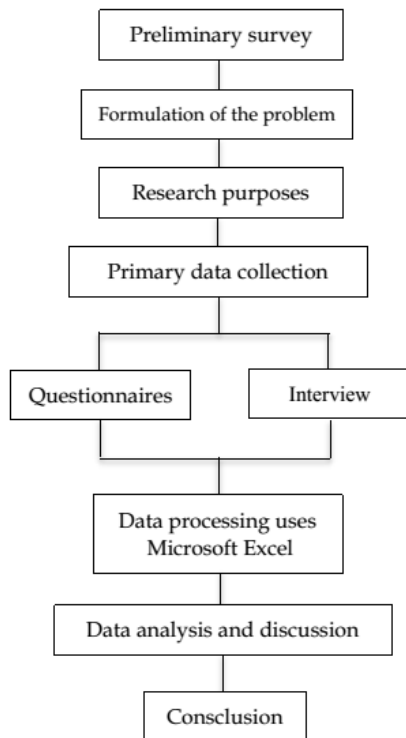 Preliminary survey
Formulation of the problem
Research purposes
Primary data collection
Questionnaires
Interview
Data processing uses
Microsoft Excel
Data analysis and discussion
Consclusion